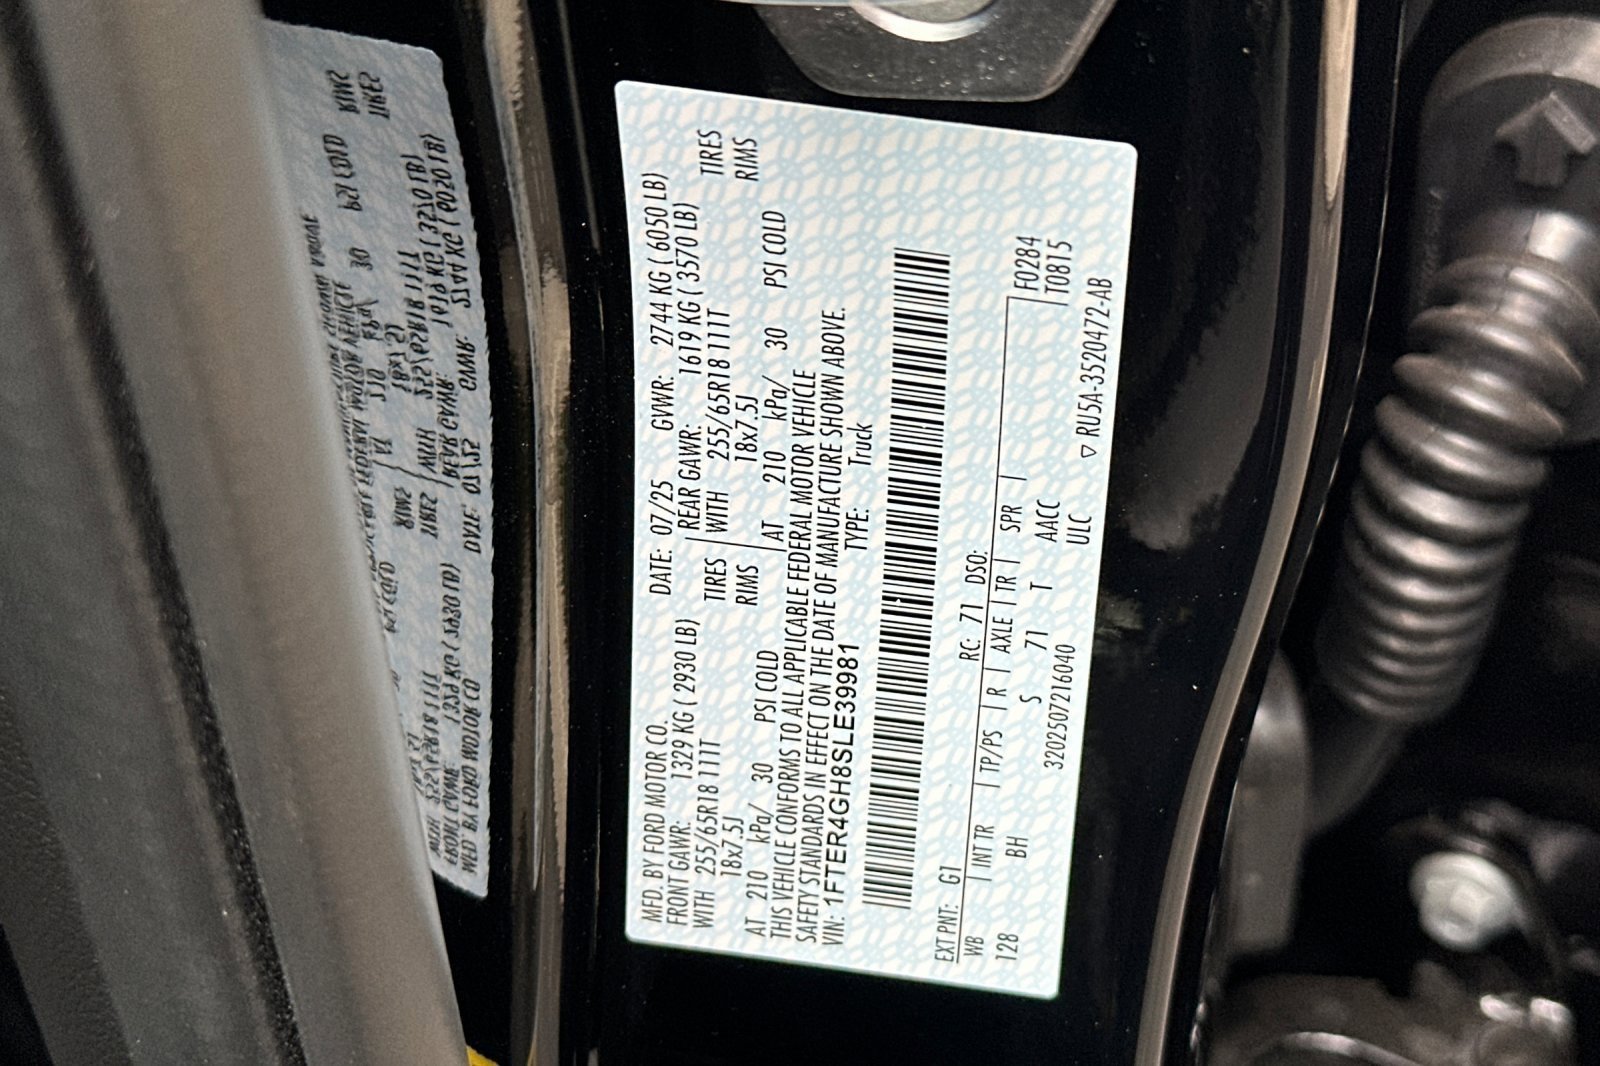 MFD. BY FORD MOTOR CO. DATE: 07/25 GVWR: 2744 KG ( 6050 LB)
FRONT GAWR: 1329 KG ( 2930 LB) REAR GAWR: 1619 KG ( 3570 LB)
WITH 255/65R18 111T TIRES WITH 255/65R18 111T TIRES
18x7.5J RIMS 18x7.5J RIMS
AT 210 kPa/ 30 PSI COLD AT 210 kPa/ 30 PSI COLD
THIS VEHICLE CONFORMS TO ALL APPLICABLE FEDERAL MOTOR VEHICLE
SAFETY STANDARDS IN EFFECT ON THE DATE OF MANUFACTURE SHOWN ABOVE.
VIN: 1FTER4GH8SLE39981 TYPE: Truck
EXT PNT: G1 RC: 71 DSO: F0284
WB INT TR TP/PS R AXLE TR SPR T0815
128 BH S 71 T AACC
3202507216040 ULC
▽ RU5A-3520472-AB